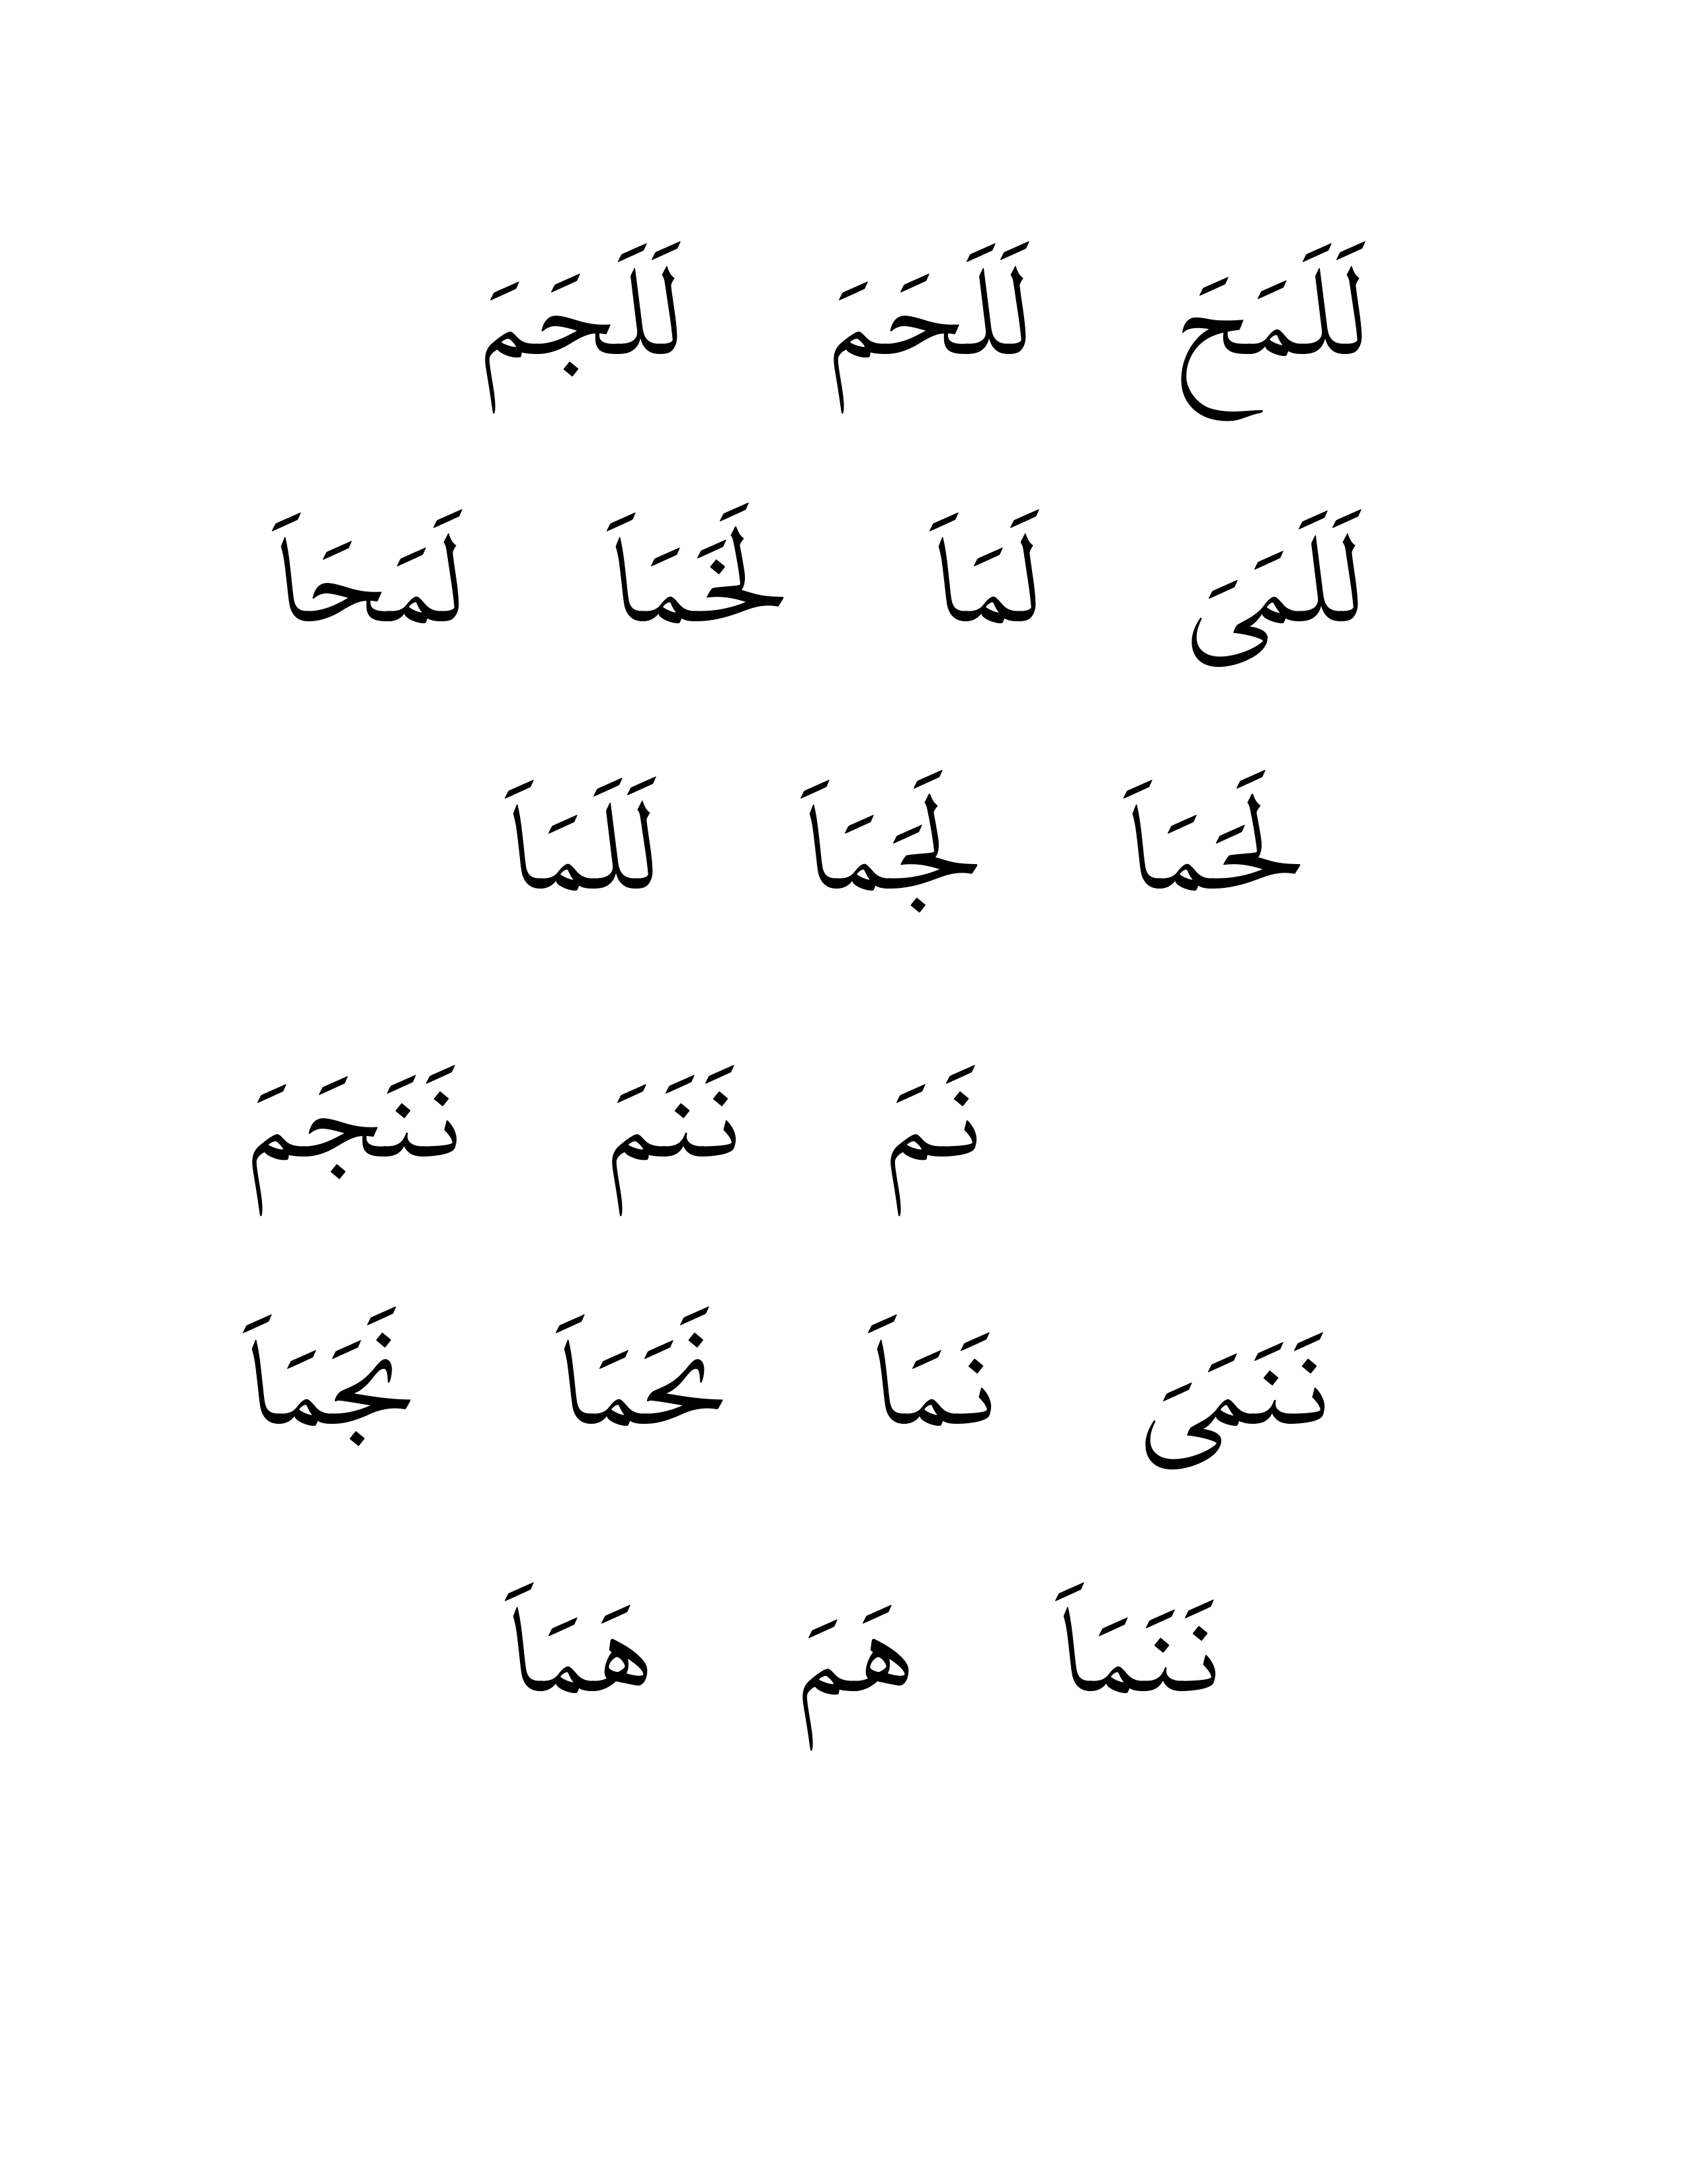 لَلَمَحَ لَلَحَمَ لَلَجَمَ
لَلَمَىَ لَمَاَ لَخَمَاَ لَمَحَاَ
لَحَمَاَ لَجَمَاَ لَلَمَاَ
نَمَ نَنَمَ نَنَجَمَ
نَنَمَىَ نَمَاَ نَحَمَاَ نَجَمَاَ
نَنَمَاَ هَمَ هَمَاَ